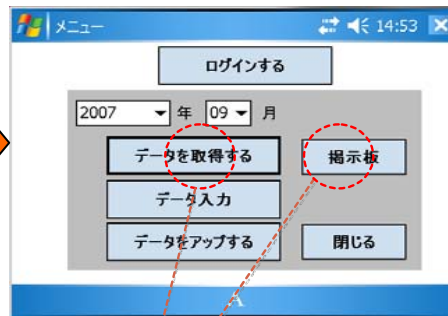 メニュー 14:53
ログインする
2007 年 09 月
データを取得する 掲示板
データ入力
データをアップする 閉じる
A